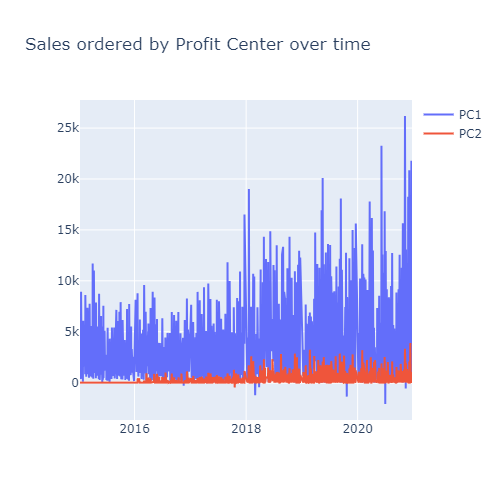 Sales ordered by Profit Center over time
PC1
PC2
25k
20k
15k
10k
5k
0
2016
2018
2020